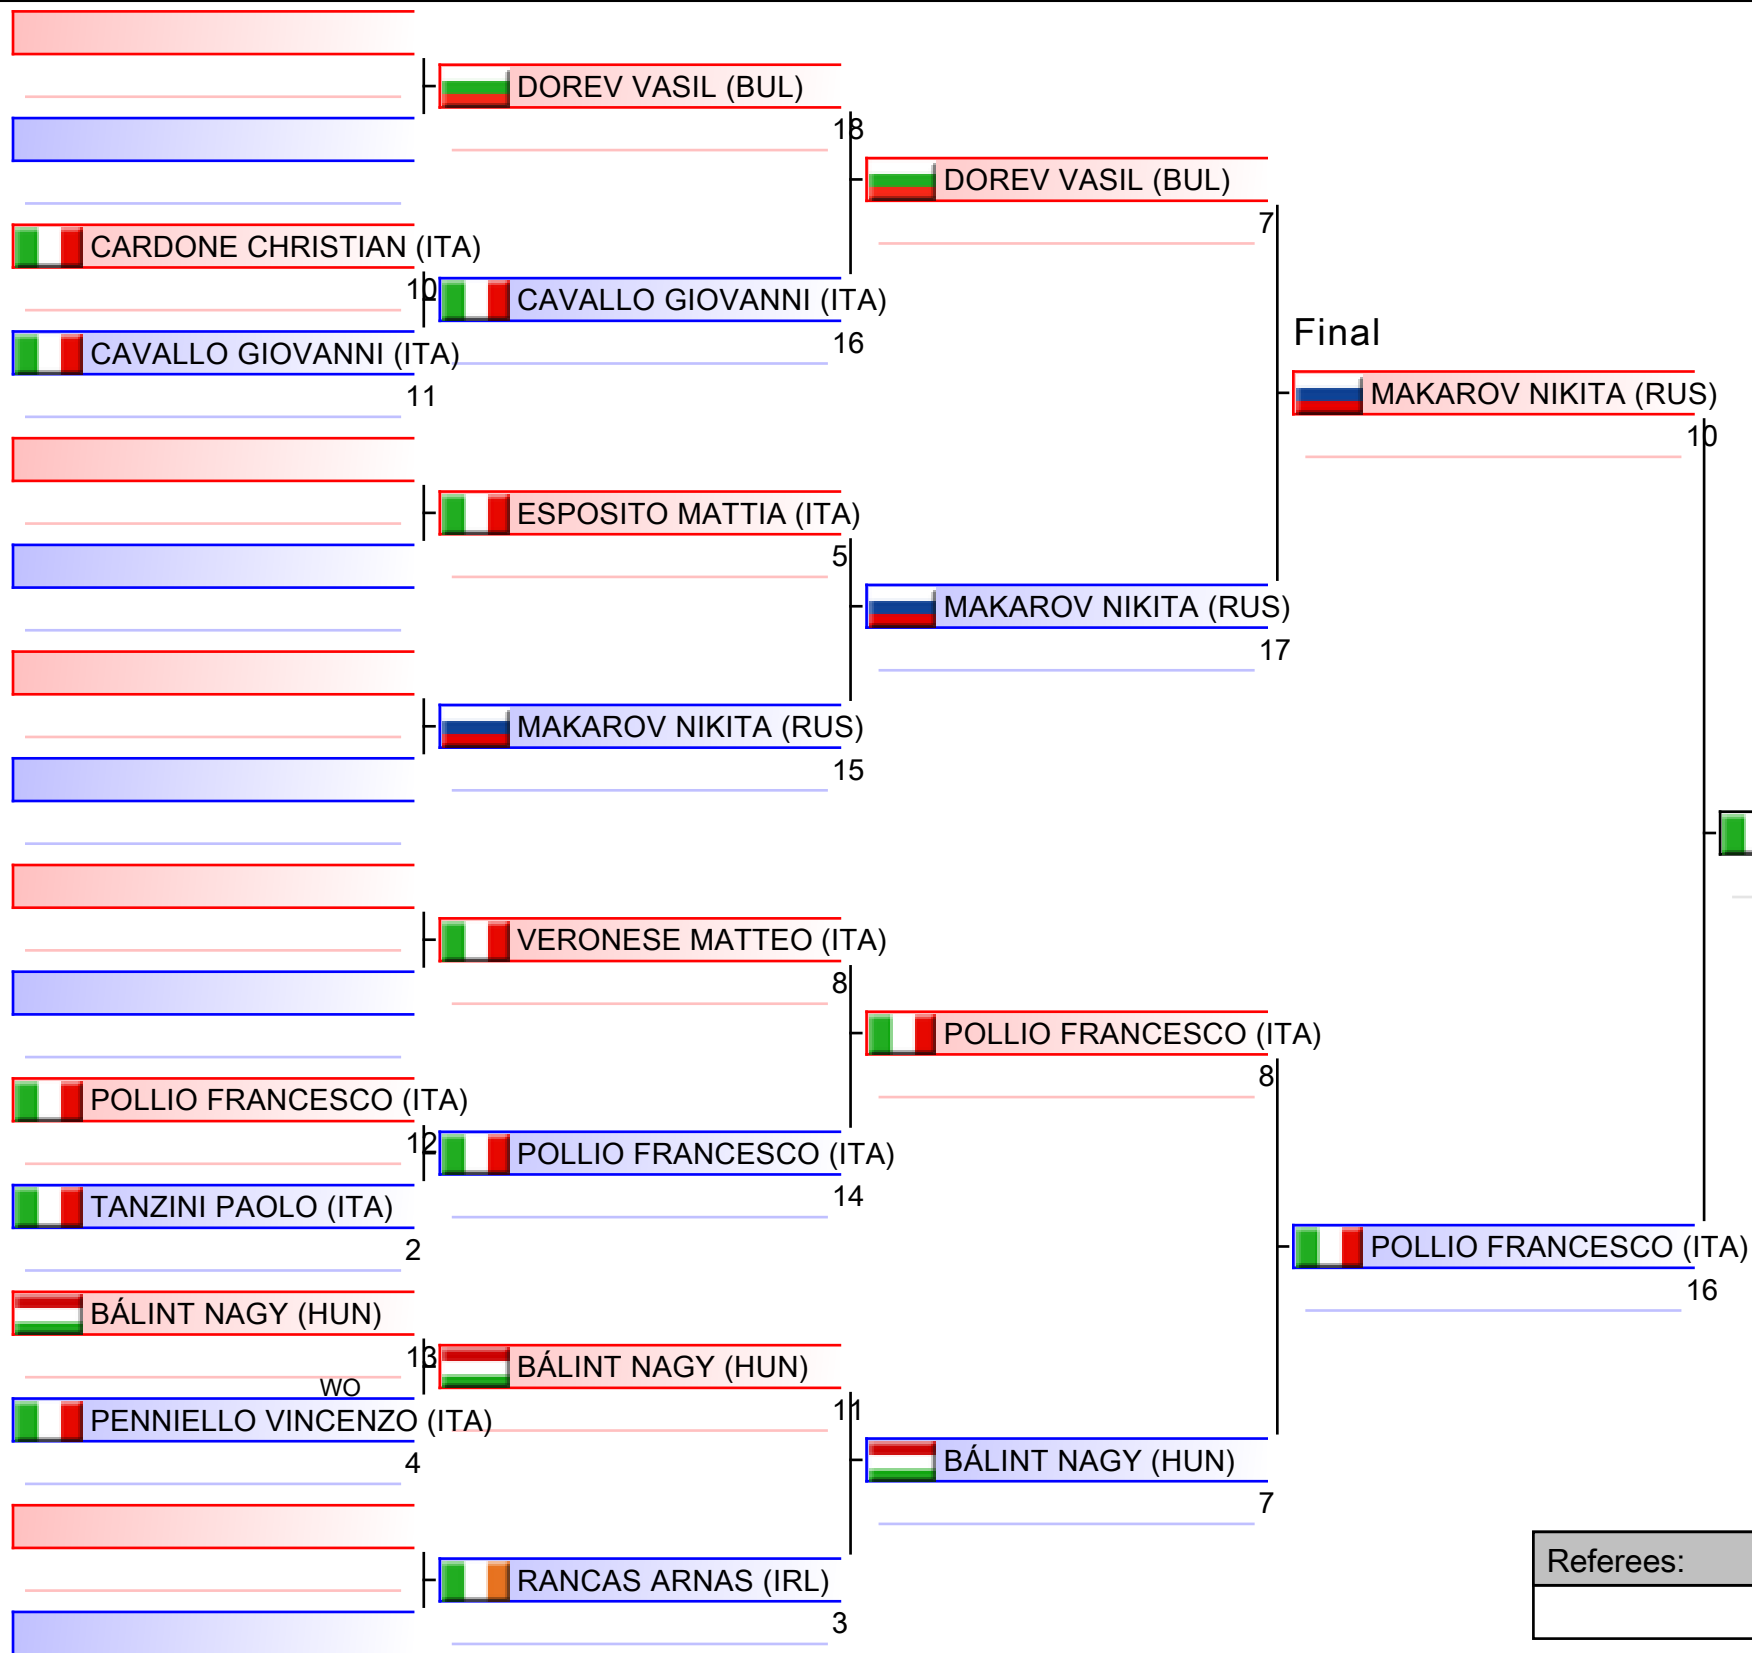 DOREV VASIL (BUL)
18
DOREV VASIL (BUL)
7
CARDONE CHRISTIAN (ITA)
10
CAVALLO GIOVANNI (ITA)
16
CAVALLO GIOVANNI (ITA)
11
Final
MAKAROV NIKITA (RUS)
10
ESPOSITO MATTIA (ITA)
5
MAKAROV NIKITA (RUS)
17
MAKAROV NIKITA (RUS)
15
VERONESE MATTEO (ITA)
8
POLLIO FRANCESCO (ITA)
8
POLLIO FRANCESCO (ITA)
12
POLLIO FRANCESCO (ITA)
14
TANZINI PAOLO (ITA)
2
POLLIO FRANCESCO (ITA)
16
BÁLINT NAGY (HUN)
13
BÁLINT NAGY (HUN)
11
WO
PENNIELLO VINCENZO (ITA)
4
BÁLINT NAGY (HUN)
7
RANCAS ARNAS (IRL)
3
Referees: